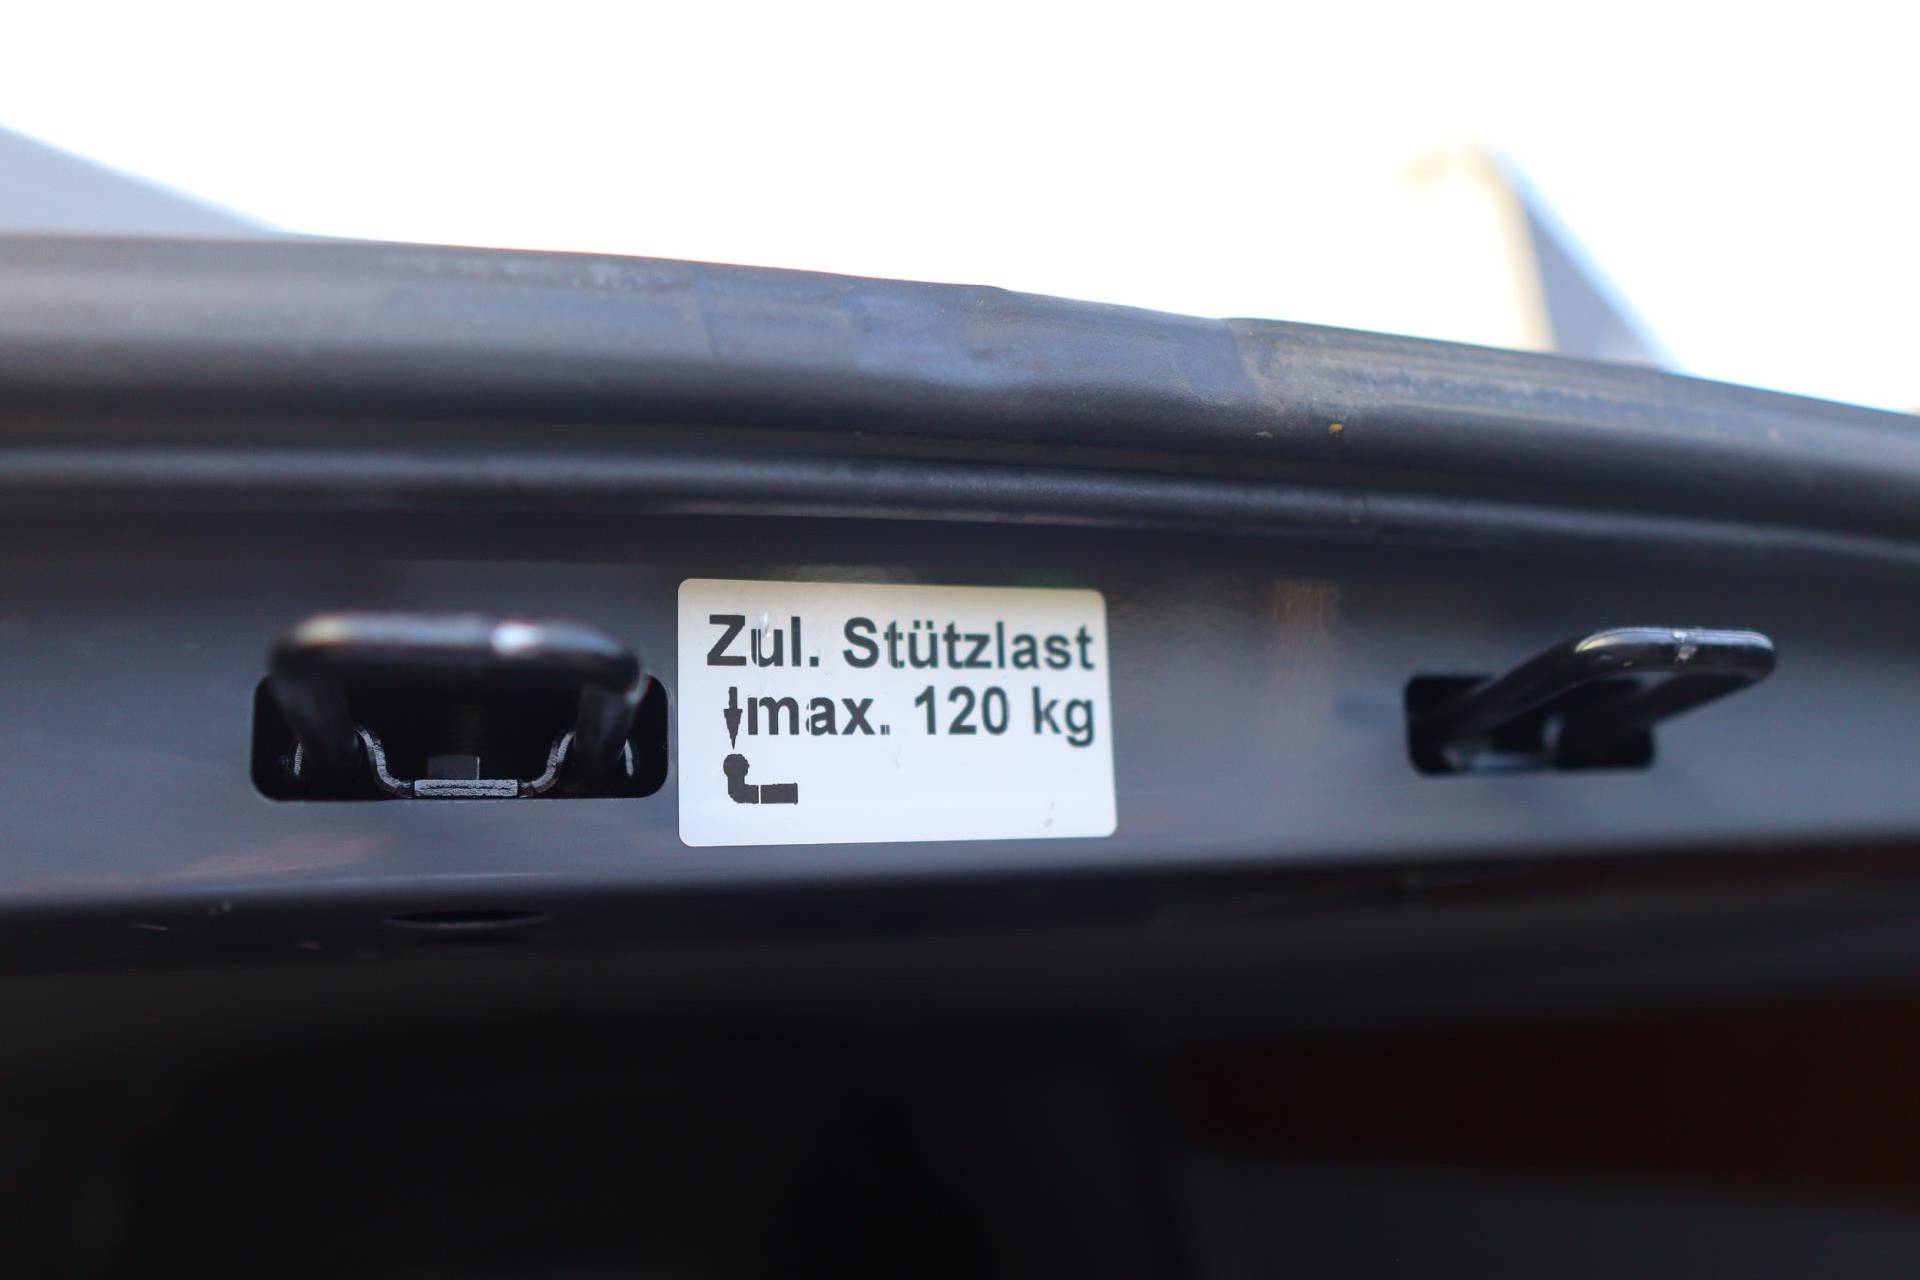 Zul. Stützlast
max. 120 kg